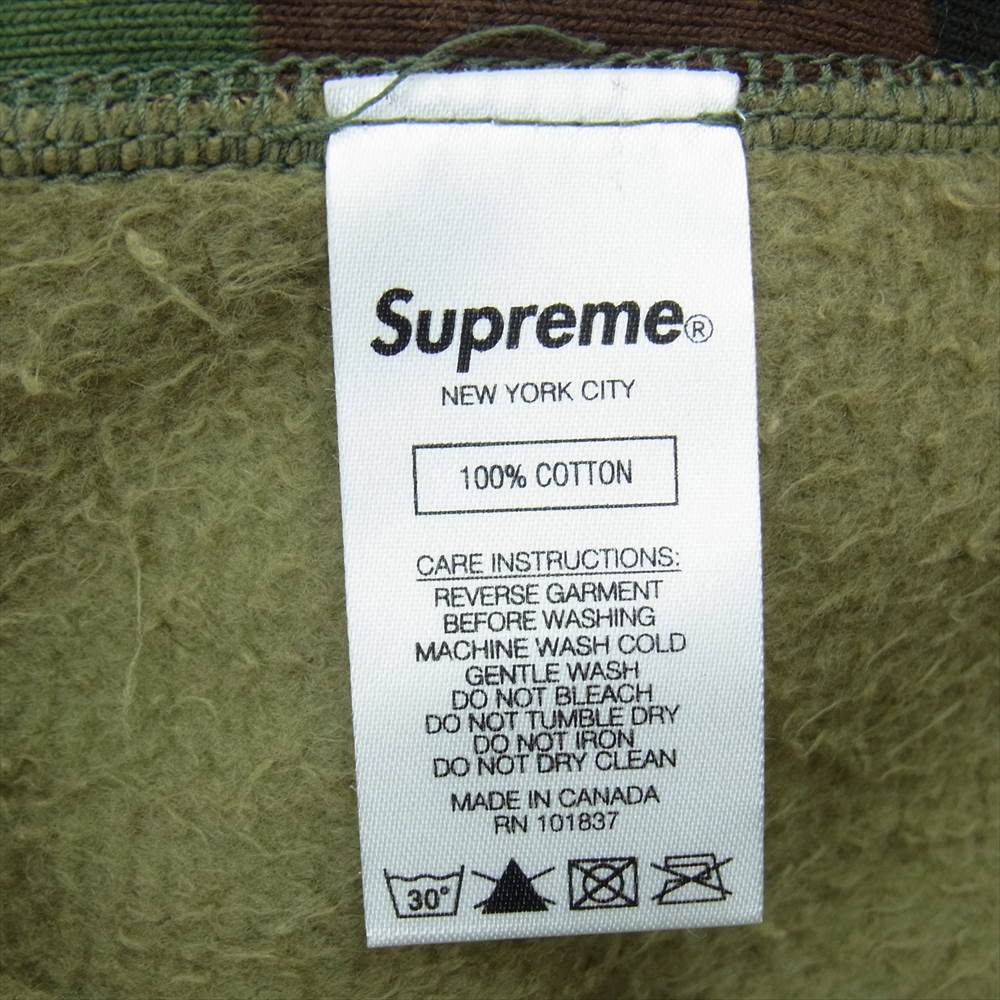 Supreme®
NEW YORK CITY
100% COTTON
CARE INSTRUCTIONS:
REVERSE GARMENT
BEFORE WASHING
MACHINE WASH COLD
GENTLE WASH
DO NOT BLEACH
DO NOT TUMBLE DRY
DO NOT IRON
DO NOT DRY CLEAN
MADE IN CANADA
RN 101837
30°